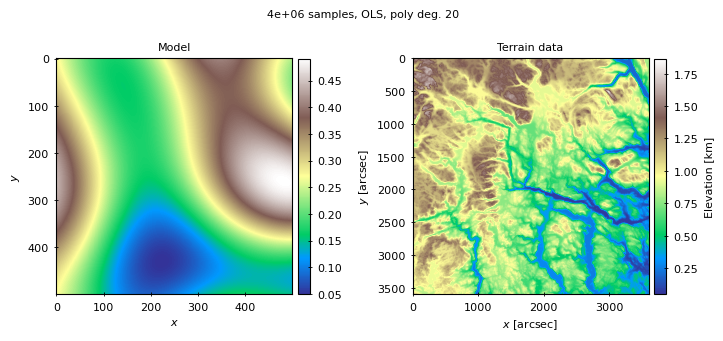 4e+06 samples, OLS, poly deg. 20
Model
0
100
200
300
400
y
0 100 200 300 400
x
0.45
0.40
0.35
0.30
0.25
0.20
0.15
0.10
0.05
Terrain data
0
500
1000
1500
2000
2500
3000
3500
y [arcsec]
0 1000 2000 3000
x [arcsec]
1.75
1.50
1.25
1.00
0.75
0.50
0.25
Elevation [km]